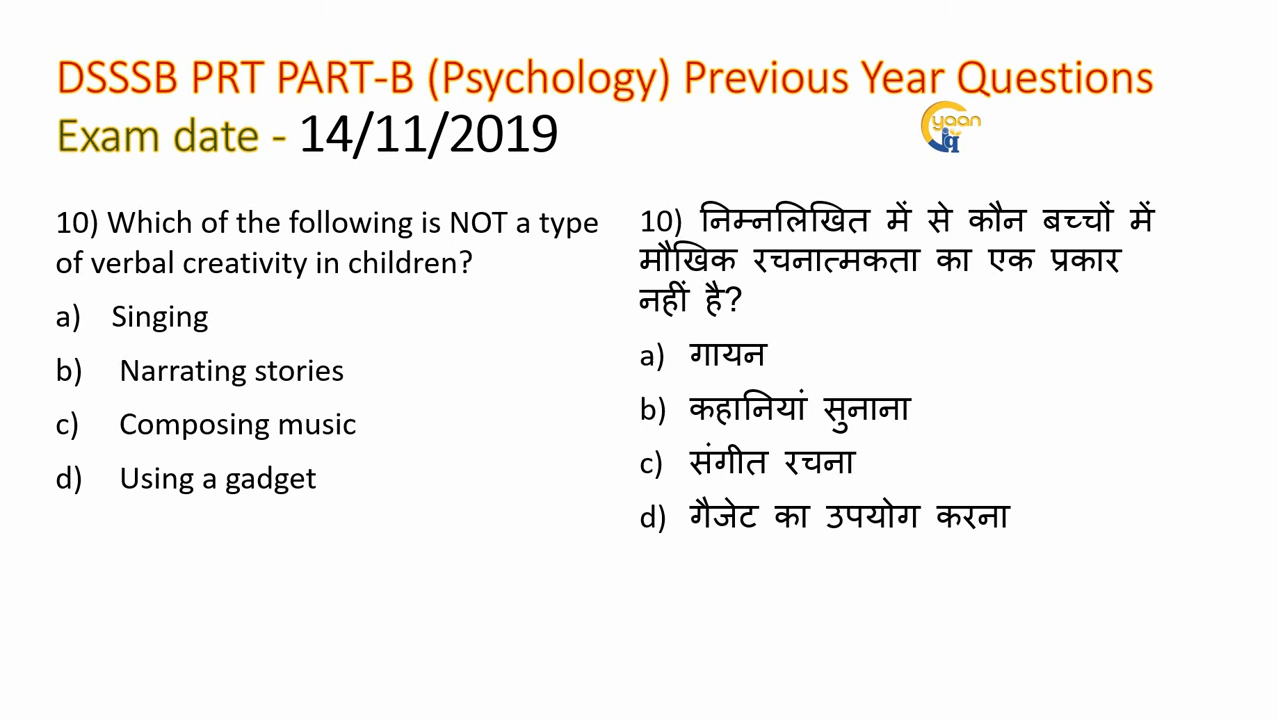 DSSSB PRT PART-B (Psychology) Previous Year Questions
Exam date - 14/11/2019
yaan
iq
10) Which of the following is NOT a type
of verbal creativity in children?
a) Singing
b) Narrating stories
c) Composing music
d) Using a gadget
10) निम्नलिखित में से कौन बच्चों में
मौखिक रचनात्मकता का एक प्रकार
नहीं है?
a) गायन
b) कहानियां सुनाना
c) संगीत रचना
d) गैजेट का उपयोग करना